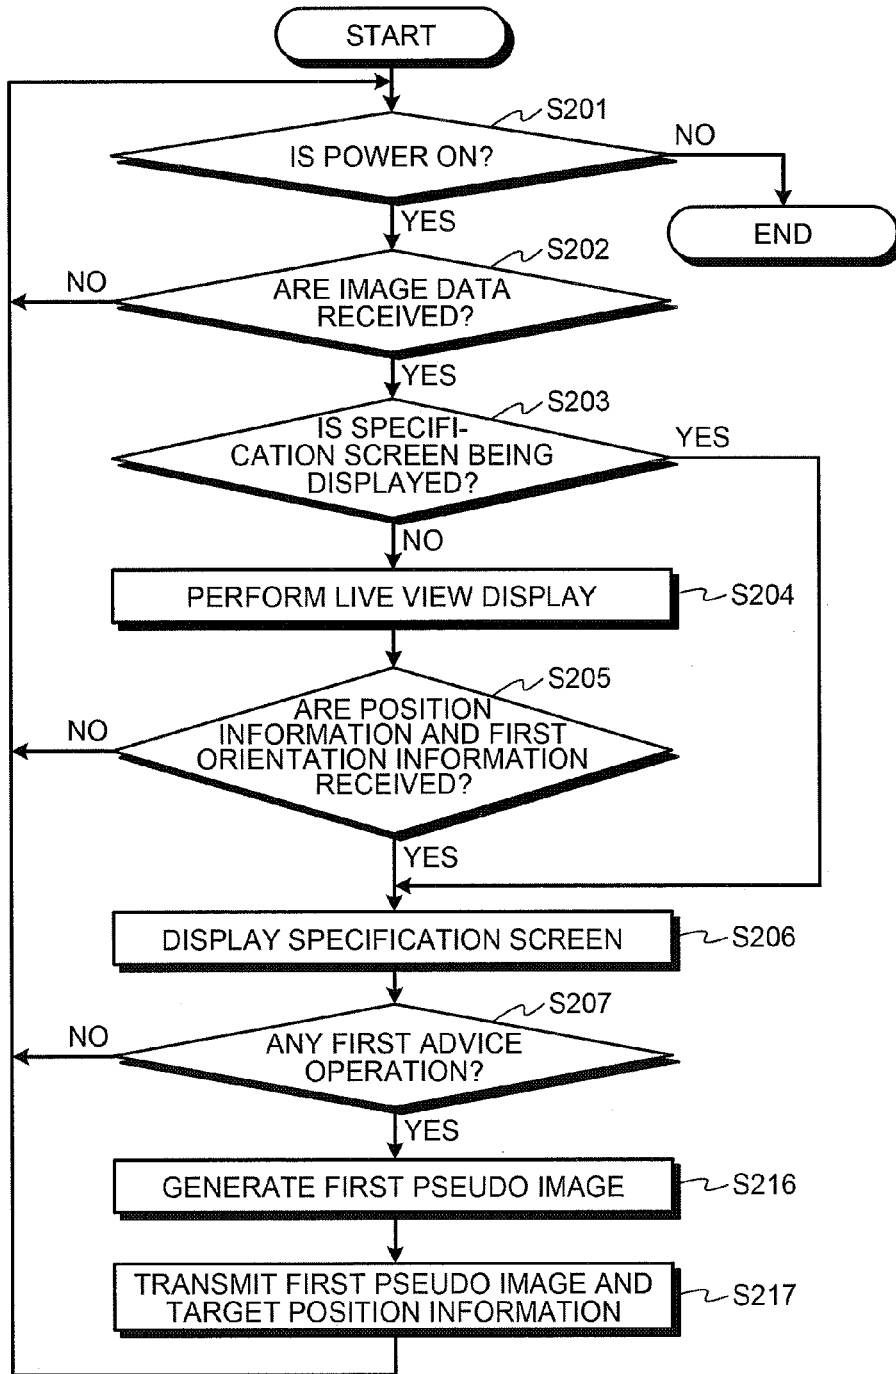 START
S201
IS POWER ON?
NO
END
YES
S202
ARE IMAGE DATA
RECEIVED?
NO
YES
S203
IS SPECIFI-
CATION SCREEN BEING
DISPLAYED?
YES
NO
PERFORM LIVE VIEW DISPLAY
S204
S205
ARE POSITION
INFORMATION AND FIRST
ORIENTATION INFORMATION
RECEIVED?
NO
YES
DISPLAY SPECIFICATION SCREEN
S206
S207
ANY FIRST ADVICE
OPERATION?
NO
YES
GENERATE FIRST PSEUDO IMAGE
S216
TRANSMIT FIRST PSEUDO IMAGE AND
TARGET POSITION INFORMATION
S217